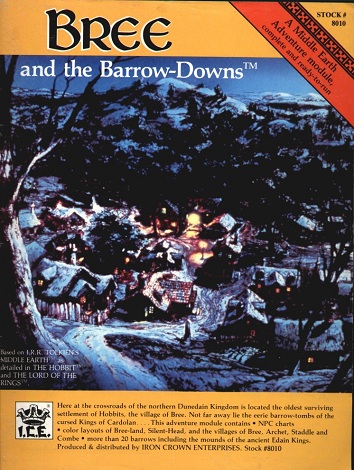 BREE
and the Barrow-Downs™
STOCK #
8010
A Middle Earth
Adventure module,
complete and ready-to-run
Based on J.R.R. TOLKIEN'S
MIDDLE EARTH as
detailed in THE HOBBIT
and THE LORD OF THE
RINGS™
I.C.E.
Here at the crossroads of the northern Dunedain Kingdom is located the oldest surviving
settlement of Hobbits, the village of Bree. Not far away lie the eerie barrow-tombs of the
cursed Kings of Cardolan . . . . This adventure module contains • NPC charts
• color layouts of Bree-land, Silent-Head, and the villages of Bree, Archet, Staddle and
Combe • more than 20 barrows including the mounds of the ancient Edain Kings.
Produced & distributed by IRON CROWN ENTERPRISES. Stock #8010